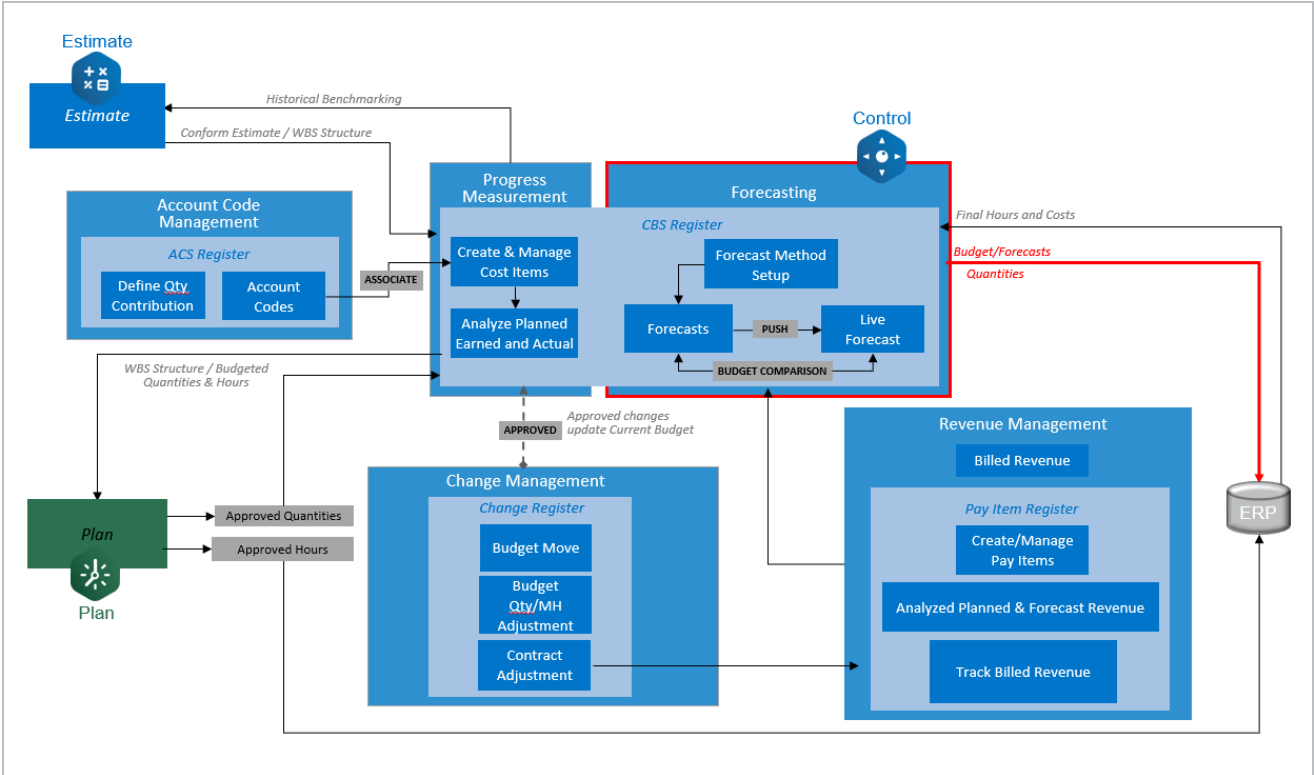 Estimate
Estimate
Historical Benchmarking
Conform Estimate / WBS Structure
Control
Account Code
Management
ACS Register
Define Qty
Contribution
Account
Codes
ASSOCIATE
Progress
Measurement
Forecasting
CBS Register
Create & Manage
Cost Items
Analyze Planned
Earned and Actual
Forecast Method
Setup
Forecasts
PUSH
Live
Forecast
BUDGET COMPARISON
Final Hours and Costs
Budget/Forecasts
Quantities
WBS Structure / Budgeted
Quantities & Hours
APPROVED
Approved changes
update Current Budget
Plan
Plan
Approved Quantities
Approved Hours
Change Management
Change Register
Budget Move
Budget
Qty/MH
Adjustment
Contract
Adjustment
Revenue Management
Billed Revenue
Pay Item Register
Create/Manage
Pay Items
Analyzed Planned & Forecast Revenue
Track Billed Revenue
ERP